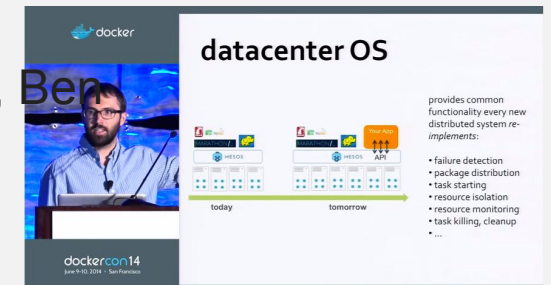 docker
, Ben
dockercon14
June 9-10, 2014 - San Francisco
datacenter OS
MARATHON
MESOS
today
MARATHON
Your App
MESOS
API
tomorrow
provides common
functionality every new
distributed system re-
implements:
• failure detection
• package distribution
• task starting
• resource isolation
• resource monitoring
• task killing, cleanup
• ...